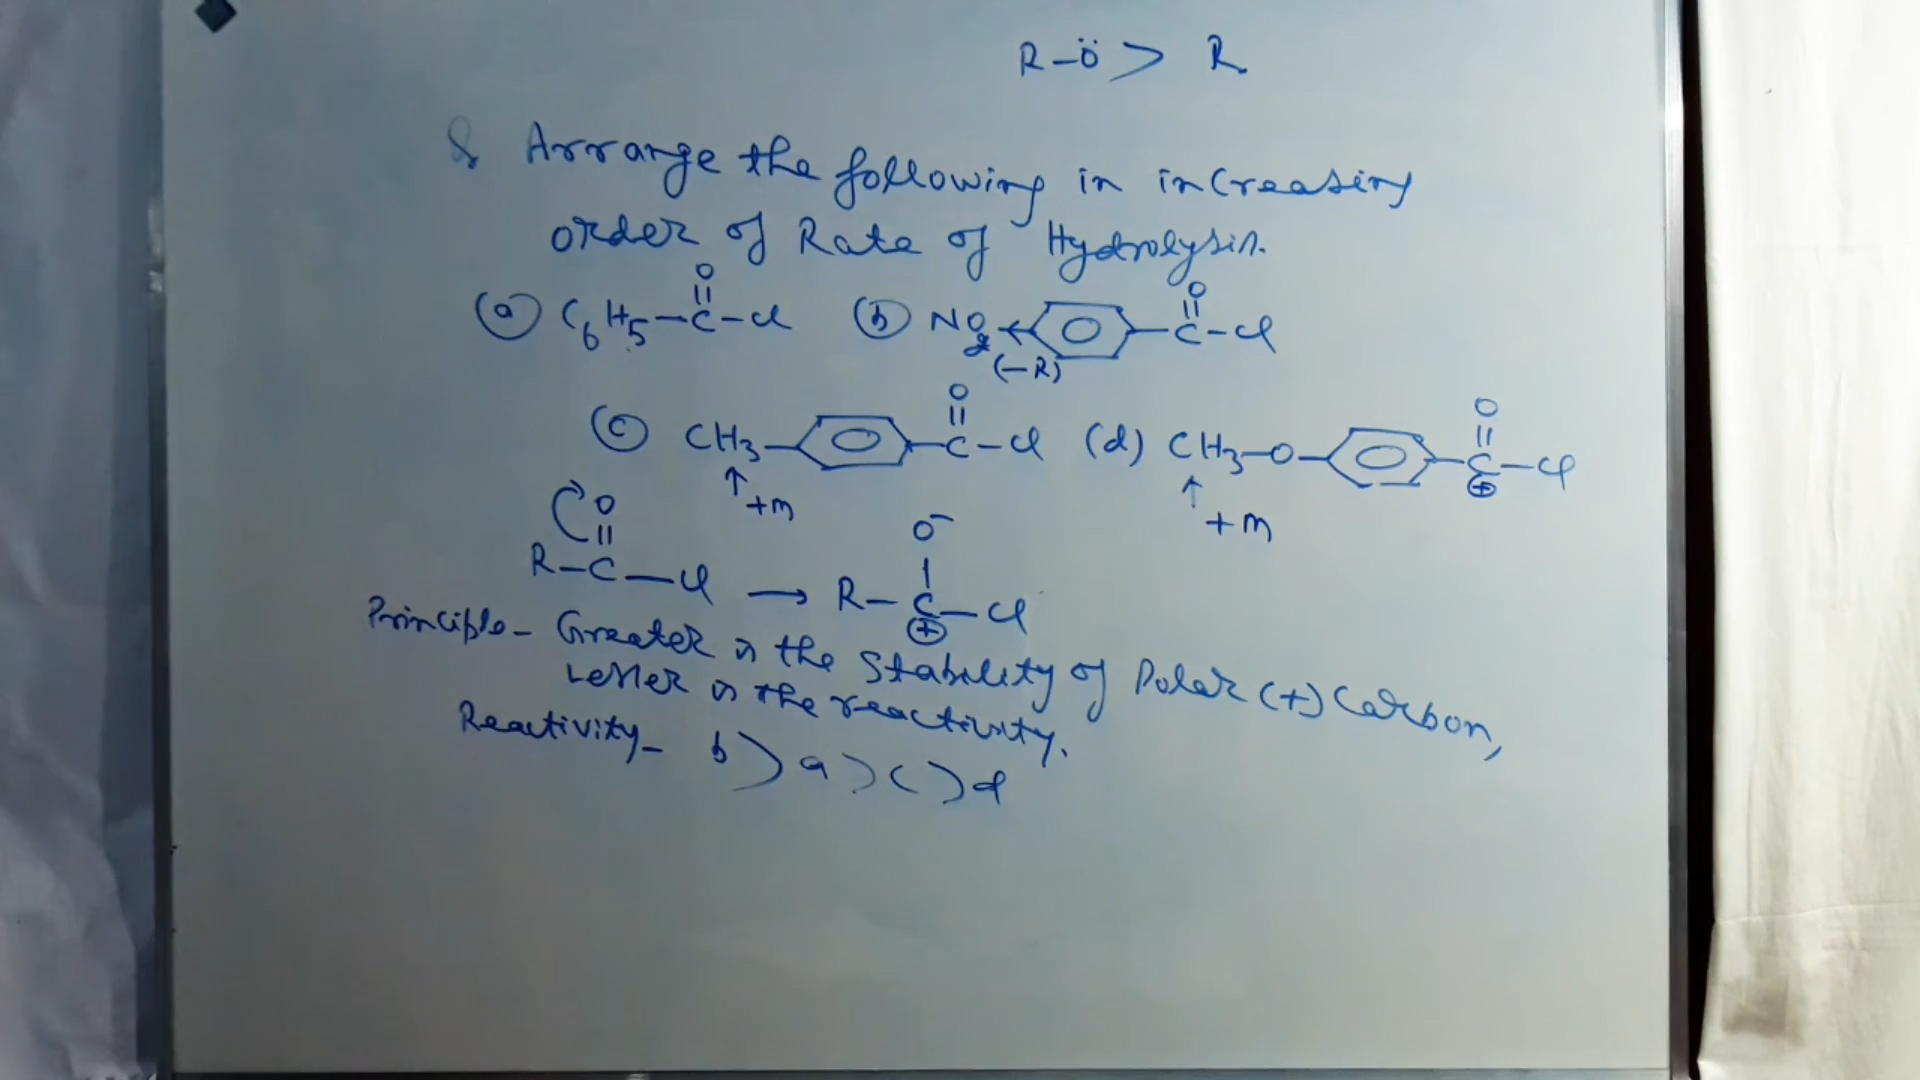 R-Ö > R
Q Arrange the following in increasing
order of Rate of Hydrolysis.
(a) C6H5-C(=O)-Cl (b) NO2 -C(=O)-Cl
(-R)
(c) CH3- -C(=O)-Cl (d) CH3-O- -C(=O)-Cl
↑ +m ↑ +m ⊕
R-C(=O)-Cl → R-C(O⁻)-Cl
⊕
Principle- Greater is the Stability of Polar (+) Carbon,
Lesser is the reactivity.
Reactivity- b > a > c > d